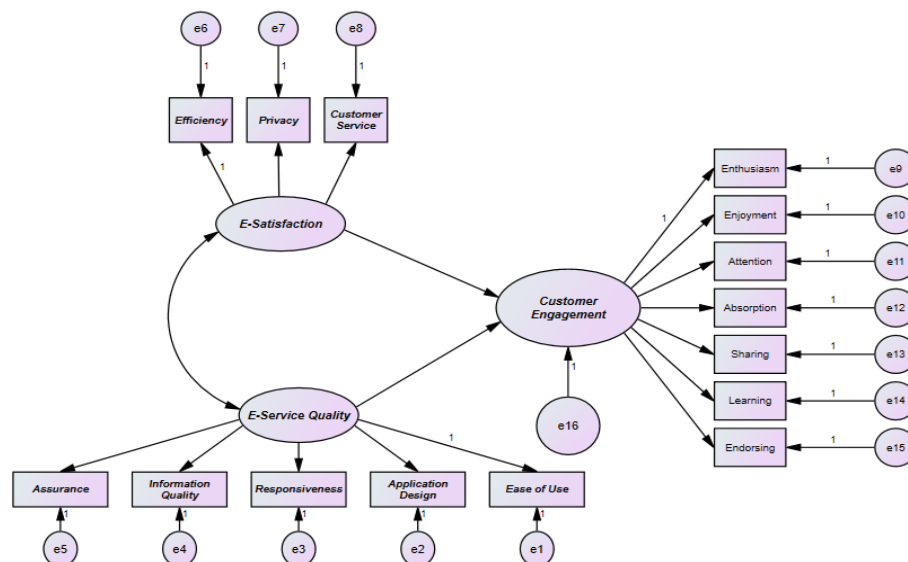 e6
e7
e8
1
1
1
Efficiency
Privacy
Customer
Service
1
E-Satisfaction
Enthusiasm
1
e9
1
Enjoyment
1
e10
Attention
1
e11
Customer
Engagement
Absorption
1
e12
Sharing
1
e13
1
Learning
1
e14
E-Service Quality
e16
1
Endorsing
1
e15
Assurance
Information
Quality
Responsiveness
Application
Design
Ease of Use
1
1
1
1
1
e5
e4
e3
e2
e1